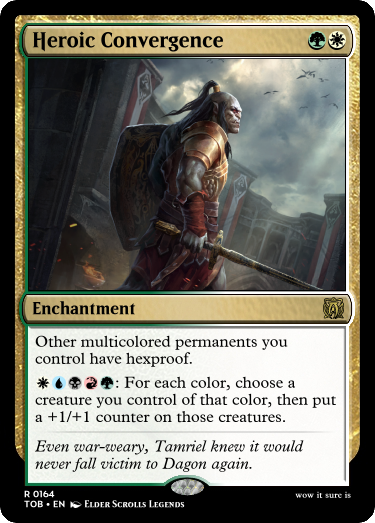 Heroic Convergence
Enchantment
Other multicolored permanents you
control have hexproof.
: For each color, choose a
creature you control of that color, then put
a +1/+1 counter on those creatures.
Even war-weary, Tamriel knew it would
never fall victim to Dagon again.
R 0164
TOB • EN Elder Scrolls Legends
wow it sure is